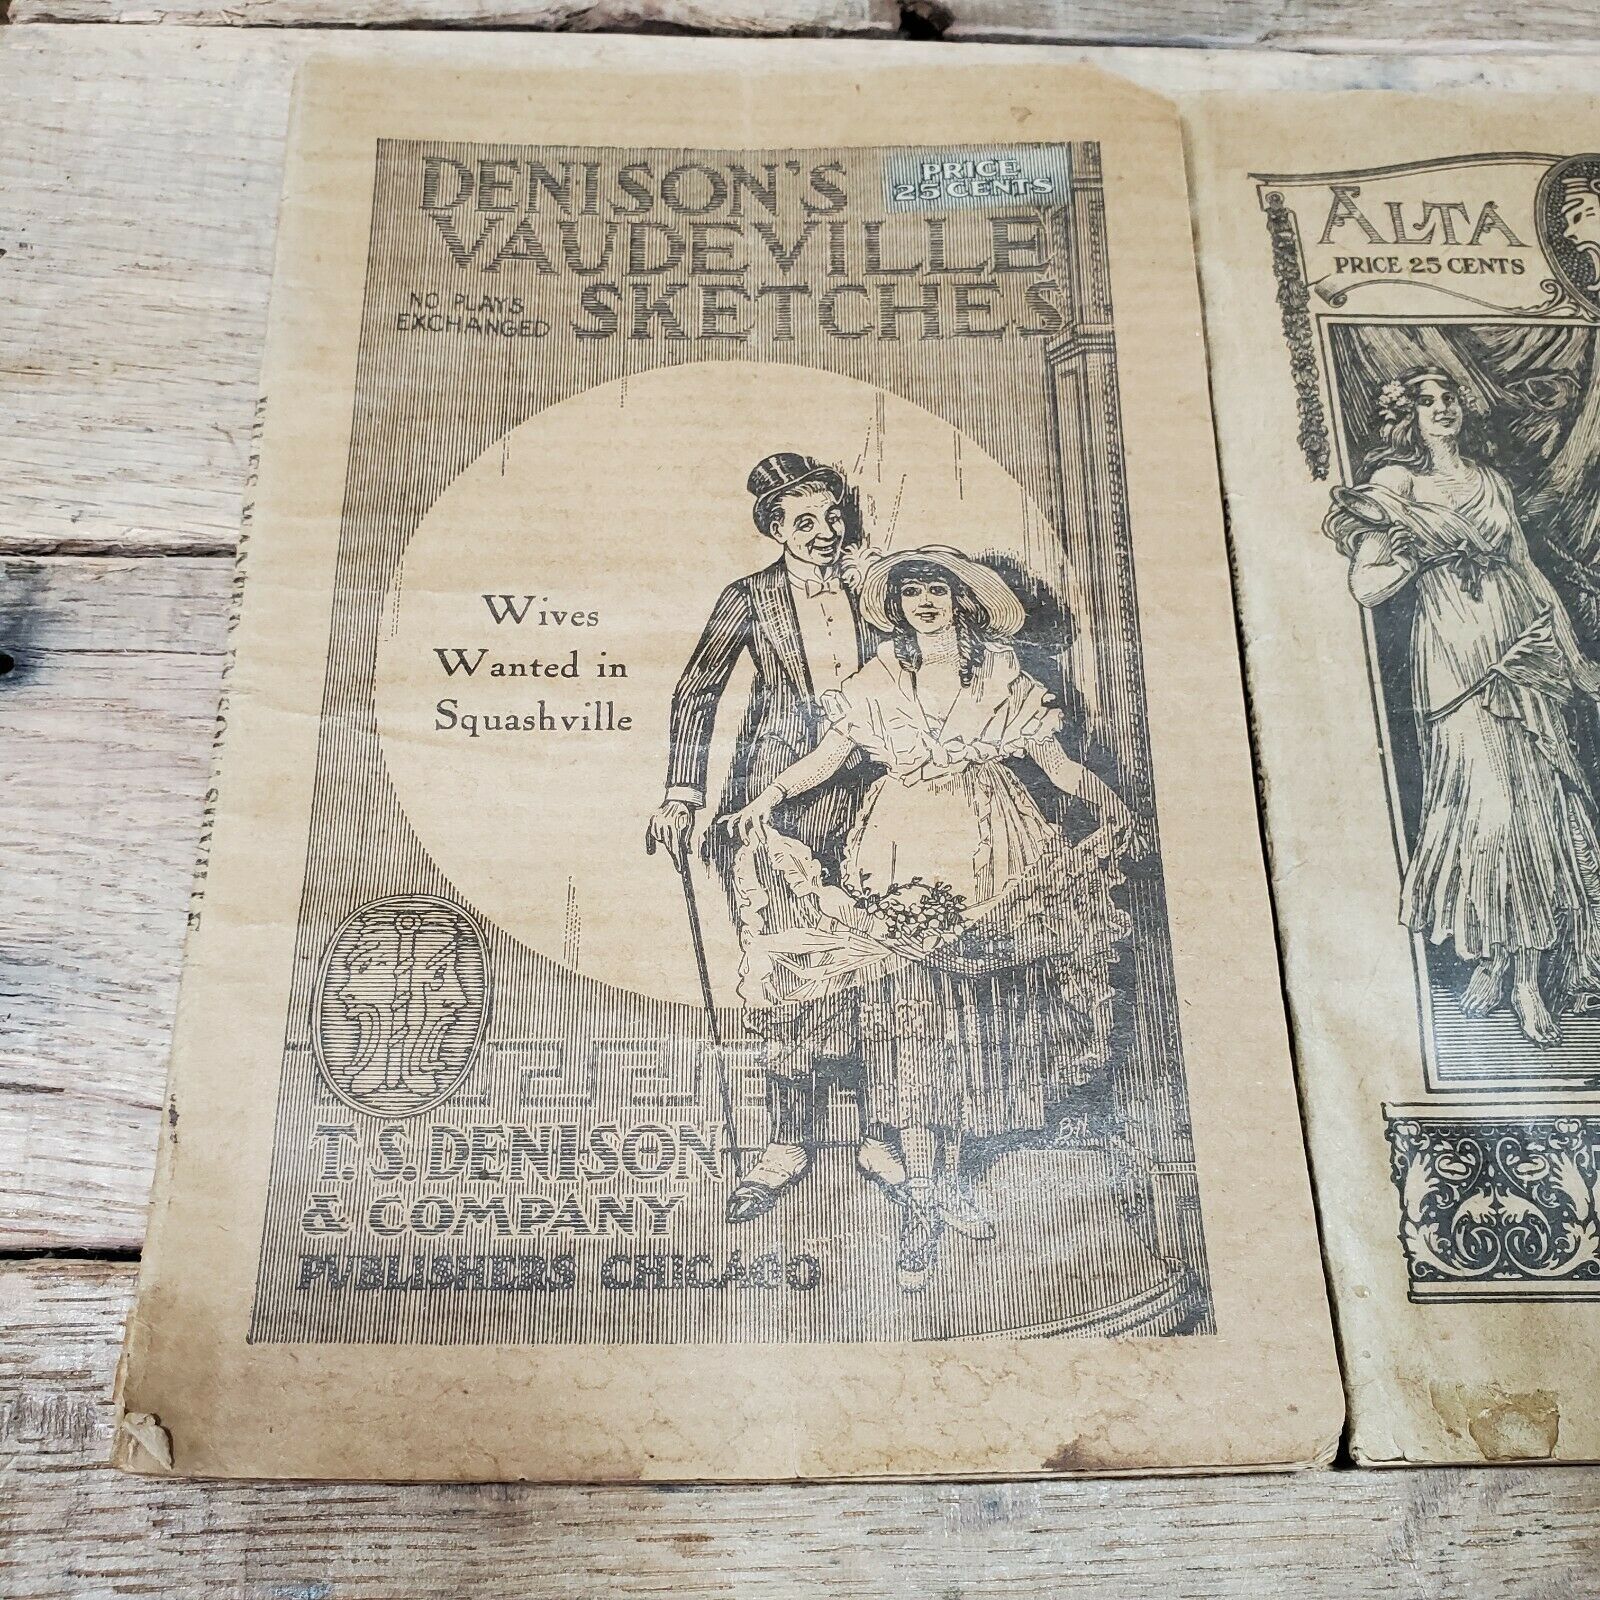 DENISON'S
VAUDEVILLE
SKETCHES
PRICE
25 CENTS
NO PLAYS
EXCHANGED
Wives
Wanted in
Squashville
T. S. DENISON
& COMPANY
PUBLISHERS CHICAGO
ALTA
PRICE 25 CENTS